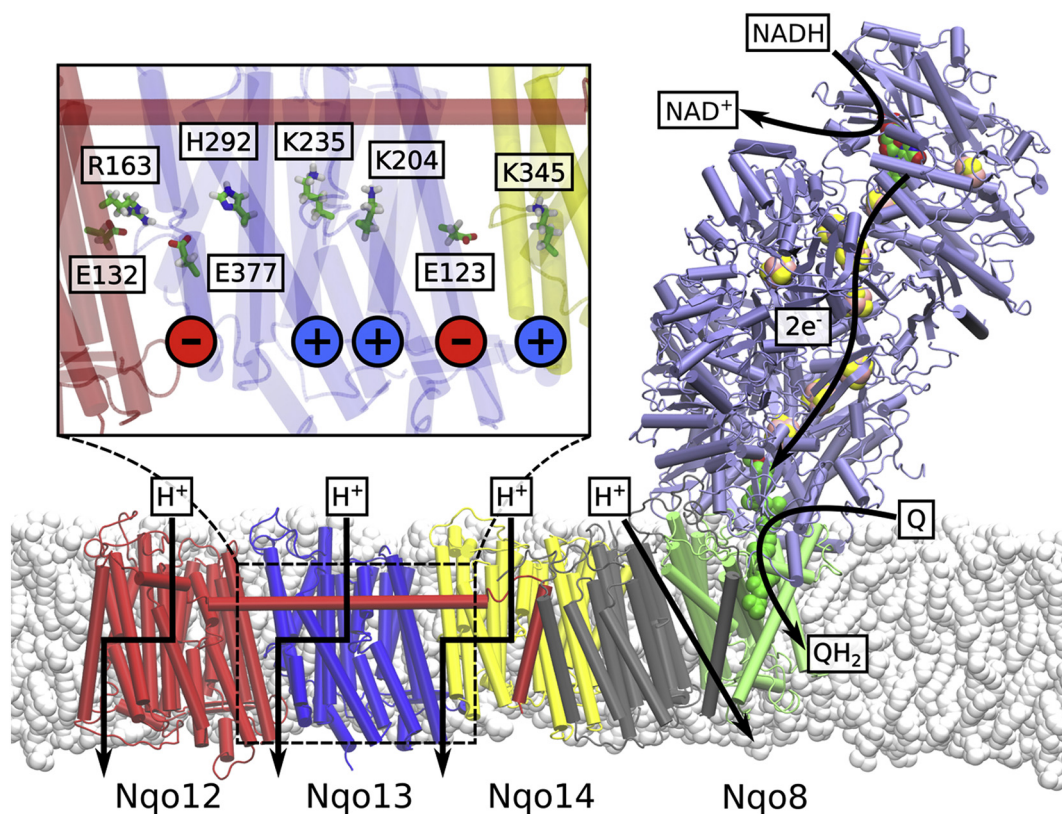 NADH
NAD⁺
H292
K235
R163
K204
K345
E132
E377
E123
-
+
+
-
+
2e⁻
H⁺
H⁺
H⁺
H⁺
Q
QH₂
Nqo12
Nqo13
Nqo14
Nqo8